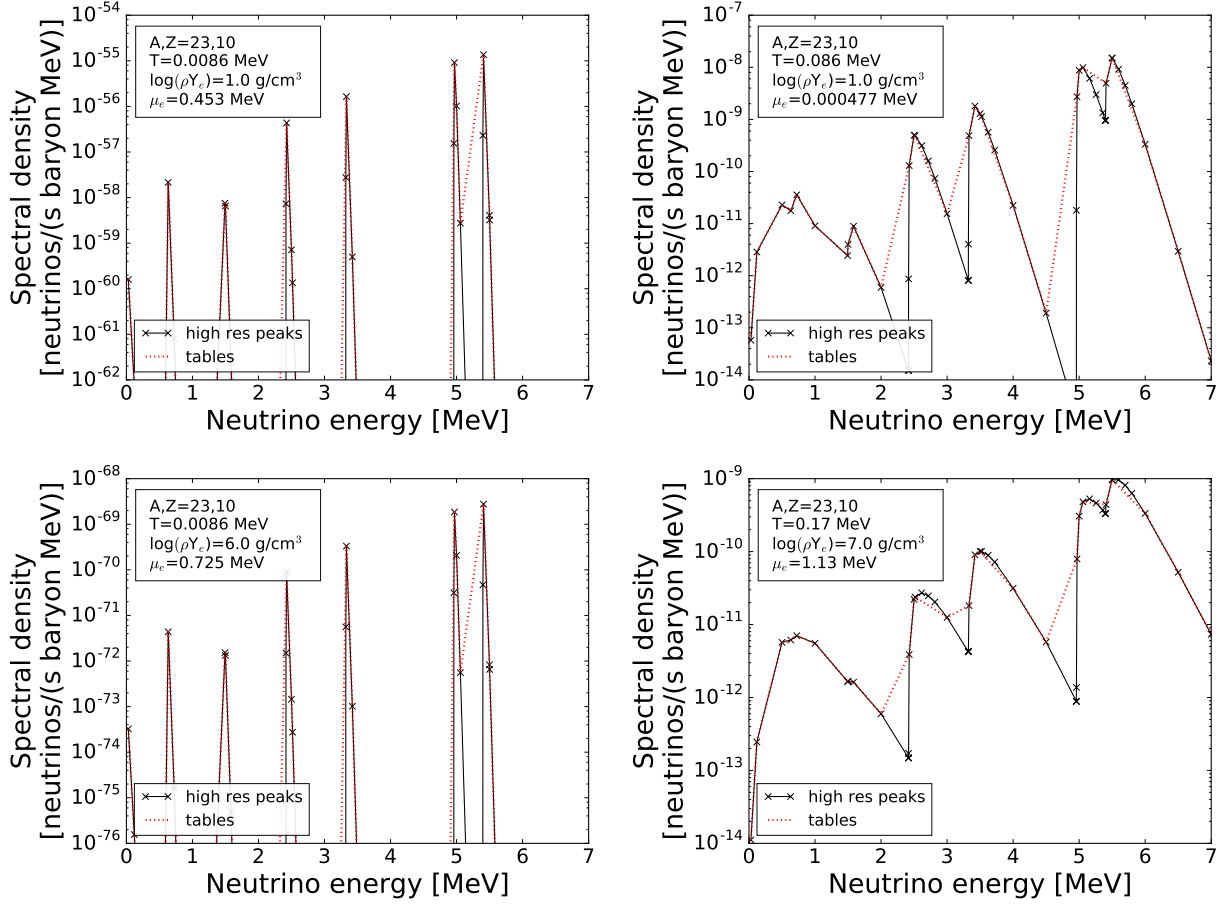 10^-54
10^-55
10^-56
10^-57
10^-58
10^-59
10^-60
10^-61
10^-62
Spectral density
[neutrinos/(s baryon MeV)]
A,Z=23,10
T=0.0086 MeV
log(ρY_e)=1.0 g/cm^3
μ_e=0.453 MeV
high res peaks
tables
0 1 2 3 4 5 6 7
Neutrino energy [MeV]
10^-7
10^-8
10^-9
10^-10
10^-11
10^-12
10^-13
10^-14
Spectral density
[neutrinos/(s baryon MeV)]
A,Z=23,10
T=0.086 MeV
log(ρY_e)=1.0 g/cm^3
μ_e=0.000477 MeV
high res peaks
tables
0 1 2 3 4 5 6 7
Neutrino energy [MeV]
10^-68
10^-69
10^-70
10^-71
10^-72
10^-73
10^-74
10^-75
10^-76
Spectral density
[neutrinos/(s baryon MeV)]
A,Z=23,10
T=0.0086 MeV
log(ρY_e)=6.0 g/cm^3
μ_e=0.725 MeV
high res peaks
tables
0 1 2 3 4 5 6 7
Neutrino energy [MeV]
10^-9
10^-10
10^-11
10^-12
10^-13
10^-14
Spectral density
[neutrinos/(s baryon MeV)]
A,Z=23,10
T=0.17 MeV
log(ρY_e)=7.0 g/cm^3
μ_e=1.13 MeV
high res peaks
tables
0 1 2 3 4 5 6 7
Neutrino energy [MeV]